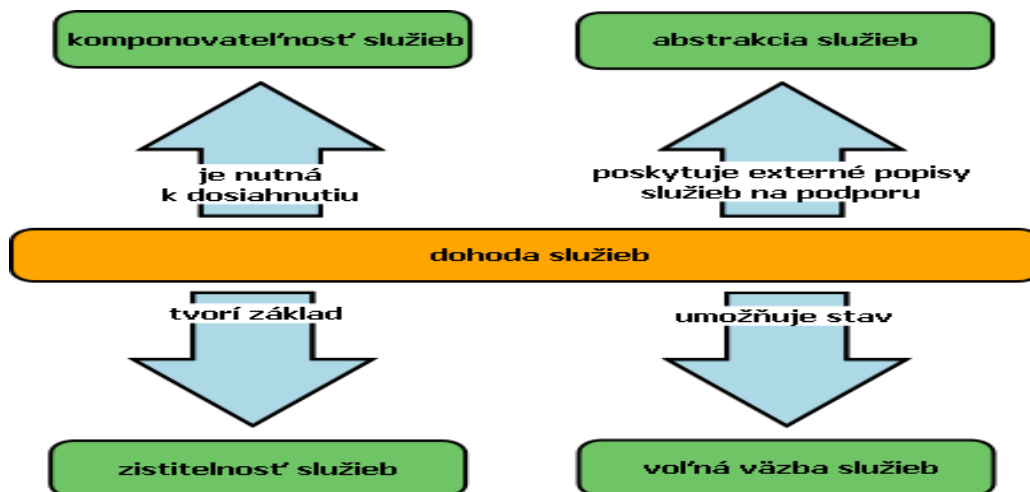 komponovateľnosť služieb
abstrakcia služieb
je nutná
k dosiahnutiu
poskytuje externé popisy
služieb na podporu
dohoda služieb
tvorí základ
umožňuje stav
zistitelnosť služieb
voľná väzba služieb